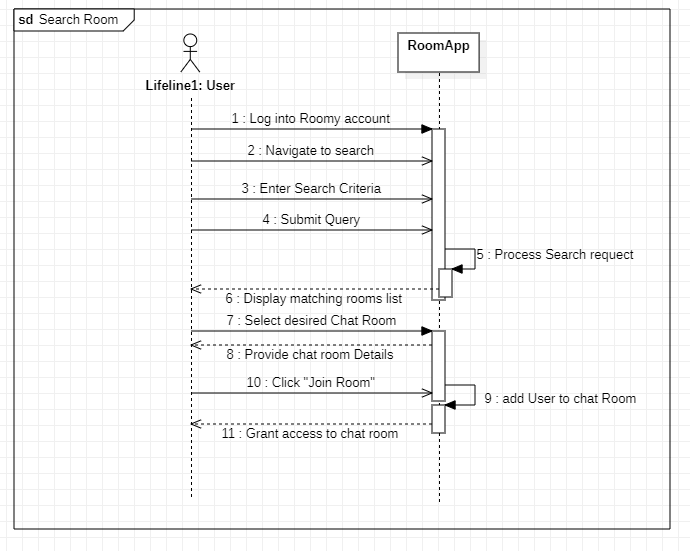 sd Search Room
RoomApp
Lifeline1: User
1 : Log into Roomy account
2 : Navigate to search
3 : Enter Search Criteria
4 : Submit Query
5 : Process Search requect
6 : Display matching rooms list
7 : Select desired Chat Room
8 : Provide chat room Details
10 : Click "Join Room"
9 : add User to chat Room
11 : Grant access to chat room